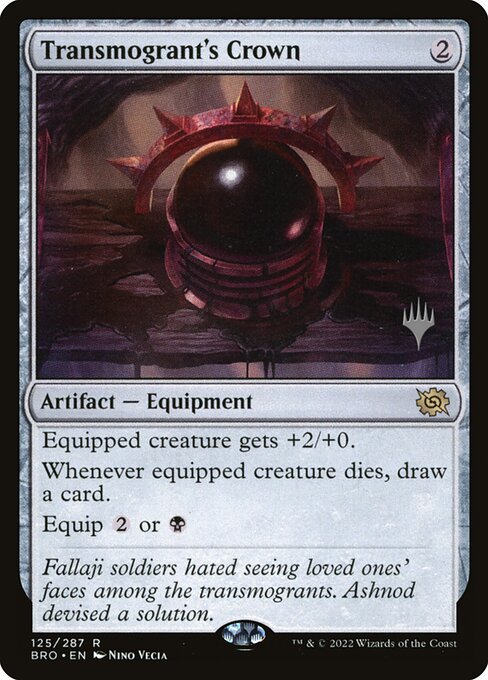 Transmogrant's Crown 2
Artifact — Equipment
Equipped creature gets +2/+0.
Whenever equipped creature dies, draw
a card.
Equip 2 or
Fallaji soldiers hated seeing loved ones'
faces among the transmogrants. Ashnod
devised a solution.
125/287 R
BRO • EN Nino Vecia
™ & © 2022 Wizards of the Coast